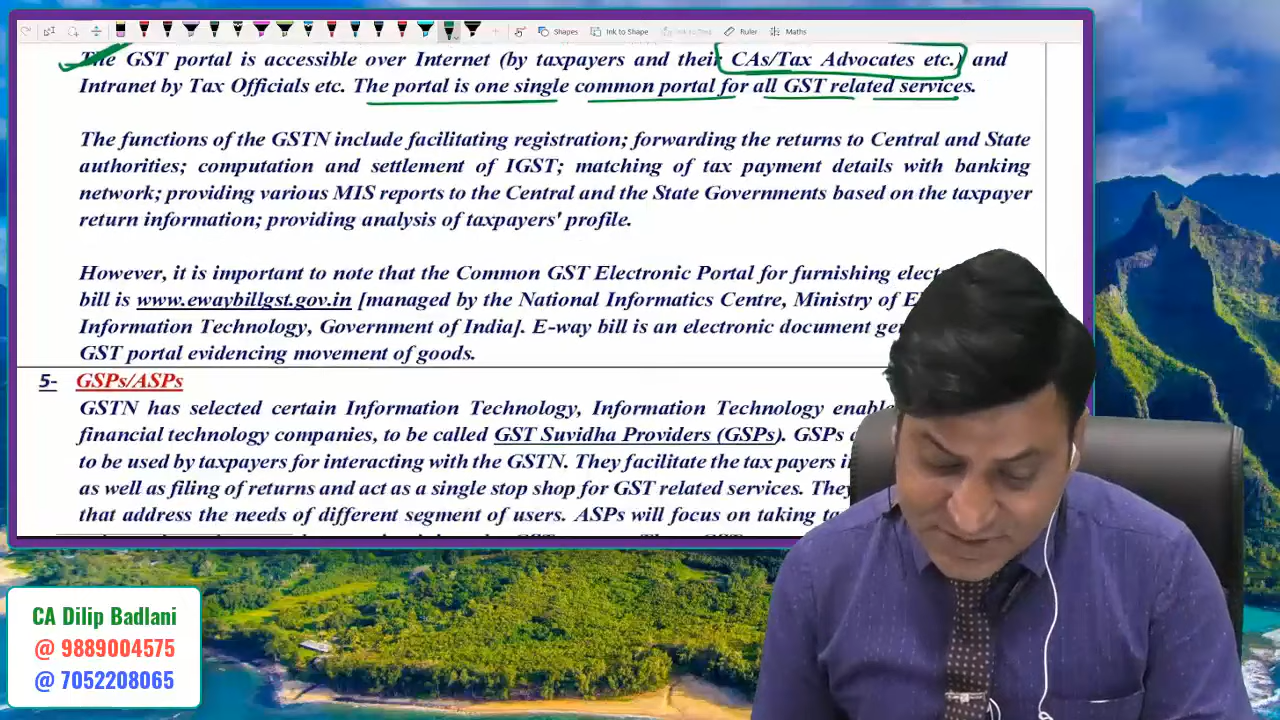 Shapes Ink to Shape Ruler Maths
The GST portal is accessible over Internet (by taxpayers and their CAs/Tax Advocates etc.) and
Intranet by Tax Officials etc. The portal is one single common portal for all GST related services.
The functions of the GSTN include facilitating registration; forwarding the returns to Central and State
authorities; computation and settlement of IGST; matching of tax payment details with banking
network; providing various MIS reports to the Central and the State Governments based on the taxpayer
return information; providing analysis of taxpayers' profile.
However, it is important to note that the Common GST Electronic Portal for furnishing
bill is www.ewaybillgst.gov.in [managed by the National Informatics Centre, Ministry of
Information Technology, Government of India]. E-way bill is an electronic document
GST portal evidencing movement of goods.
5- GSPs/ASPs
GSTN has selected certain Information Technology, Information Technology
financial technology companies, to be called GST Suvidha Providers (GSPs). GSPs
to be used by taxpayers for interacting with the GSTN. They facilitate the tax payers
as well as filing of returns and act as a single stop shop for GST related services. They
that address the needs of different segment of users. ASPs will focus on taking
CA Dilip Badlani
@ 9889004575
@ 7052208065